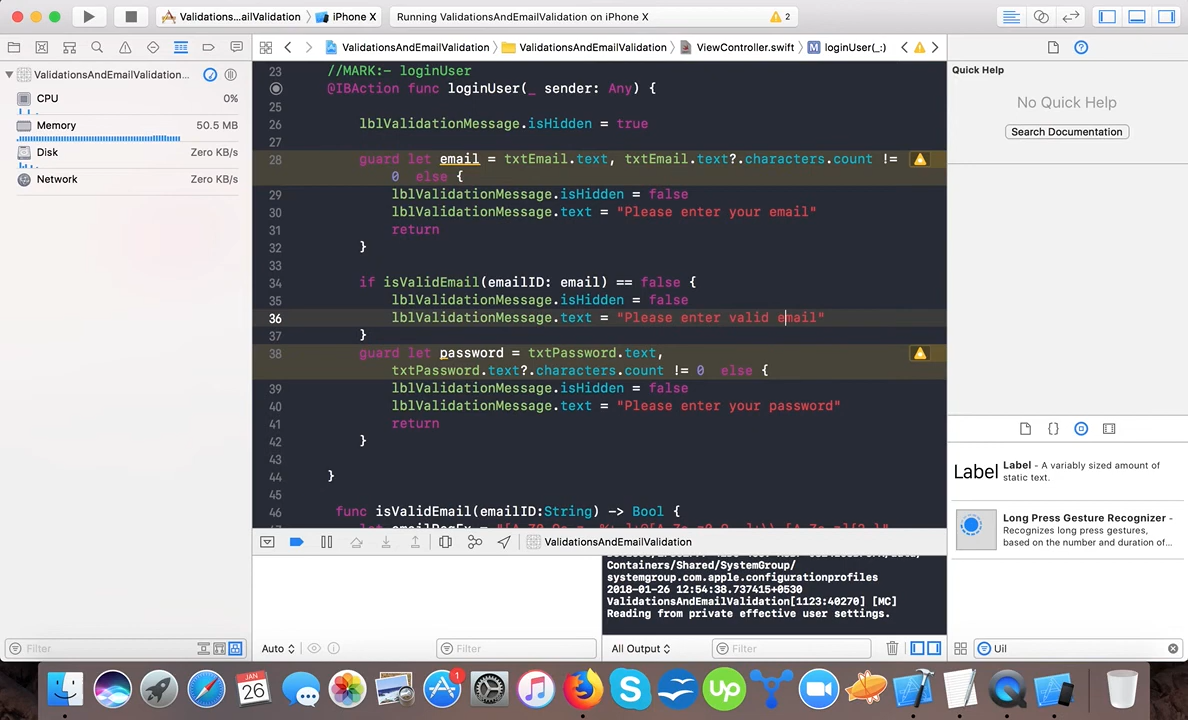 ValidationsA...ailValidation
iPhone X
Running ValidationsAndEmailValidation on iPhone X
2
ValidationsAndEmailValidation
ValidationsAndEmailValidation
ViewController.swift
M
loginUser(_:)
ValidationsAndEmailValidation...
CPU
0%
Memory
50.5 MB
Disk
Zero KB/s
Network
Zero KB/s
23 //MARK:- loginUser
@IBAction func loginUser(_ sender: Any) {
25
26 lblValidationMessage.isHidden = true
27
28 guard let email = txtEmail.text, txtEmail.text?.characters.count !=
0 else {
29 lblValidationMessage.isHidden = false
30 lblValidationMessage.text = "Please enter your email"
31 return
32 }
33
34 if isValidEmail(emailID: email) == false {
35 lblValidationMessage.isHidden = false
36 lblValidationMessage.text = "Please enter valid email"
37 }
38 guard let password = txtPassword.text,
txtPassword.text?.characters.count != 0 else {
39 lblValidationMessage.isHidden = false
40 lblValidationMessage.text = "Please enter your password"
41 return
42 }
43
44 }
45
46 func isValidEmail(emailID:String) -> Bool {
Quick Help
No Quick Help
Search Documentation
Label
Label - A variably sized amount of
static text.
Long Press Gesture Recognizer -
Recognizes long press gestures,
based on the number and duration of...
ValidationsAndEmailValidation
Containers/Shared/SystemGroup/
systemgroup.com.apple.configurationprofiles
2018-01-26 12:54:38.737415+0530
ValidationsAndEmailValidation[1123:40270] [MC]
Reading from private effective user settings.
Filter
Auto
Filter
All Output
Filter
Uil
JAN
26
1
Up